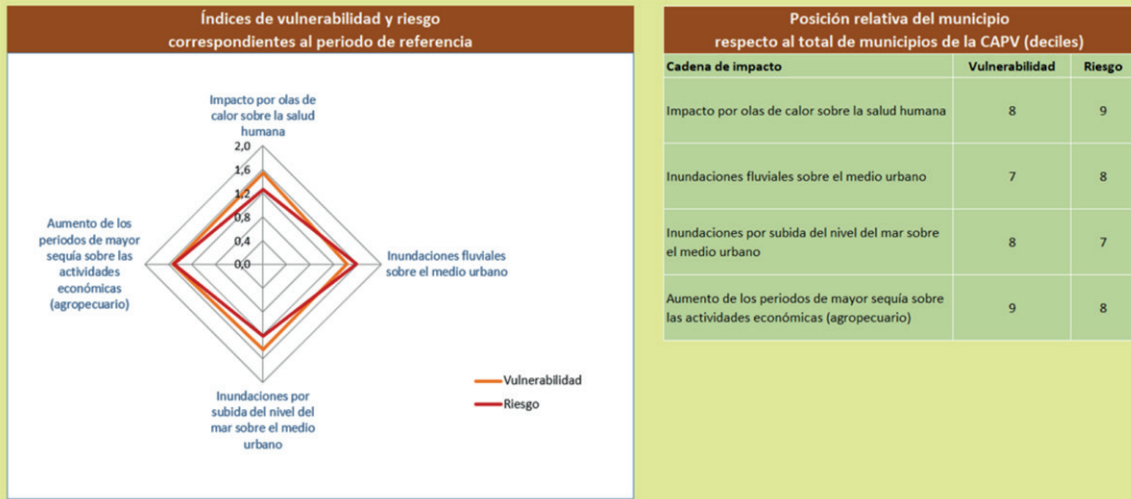 Índices de vulnerabilidad y riesgo
correspondientes al periodo de referencia
Impacto por olas de
calor sobre la salud
humana
2,0
1,6
1,2
0,8
0,4
0,0
Aumento de los
periodos de mayor
sequía sobre las
actividades
económicas
(agropecuario)
Inundaciones fluviales
sobre el medio urbano
Inundaciones por
subida del nivel del
mar sobre el medio
urbano
Vulnerabilidad
Riesgo
Posición relativa del municipio
respecto al total de municipios de la CAPV (deciles)
Cadena de impacto Vulnerabilidad Riesgo
Impacto por olas de calor sobre la salud humana 8 9
Inundaciones fluviales sobre el medio urbano 7 8
Inundaciones por subida del nivel del mar sobre
el medio urbano 8 7
Aumento de los periodos de mayor sequía sobre
las actividades económicas (agropecuario) 9 8